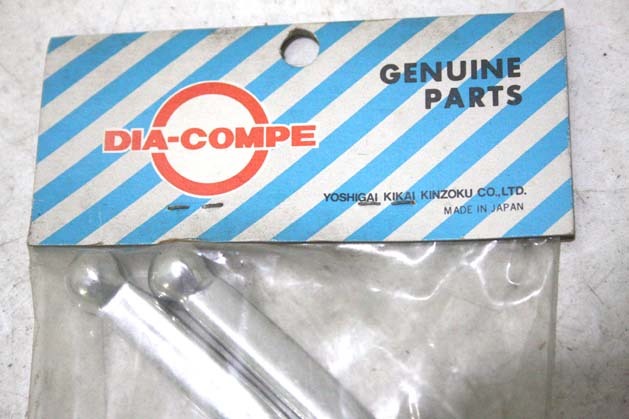 GENUINE
PARTS
DIA-COMPE
YOSHIGAI KIKAI KINZOKU CO.,LTD.
MADE IN JAPAN